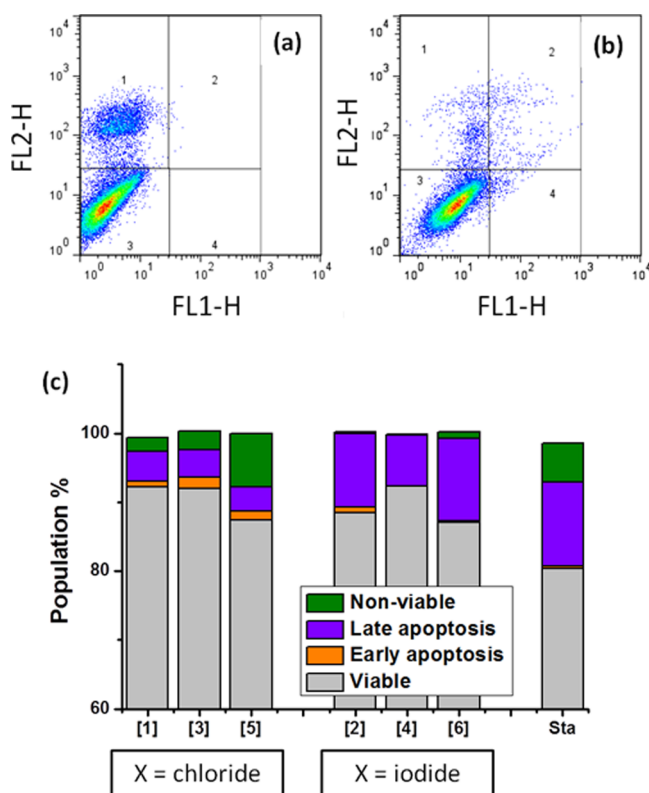 (a)
10⁴
10³
10²
10¹
10⁰
FL2-H
1
2
3
4
10⁰ 10¹ 10² 10³ 10⁴
FL1-H
(b)
10⁴
10³
10²
10¹
10⁰
FL2-H
1
2
3
4
10⁰ 10¹ 10² 10³ 10⁴
FL1-H
(c)
100
80
60
Population %
Non-viable
Late apoptosis
Early apoptosis
Viable
[1] [3] [5] [2] [4] [6] Sta
X = chloride
X = iodide